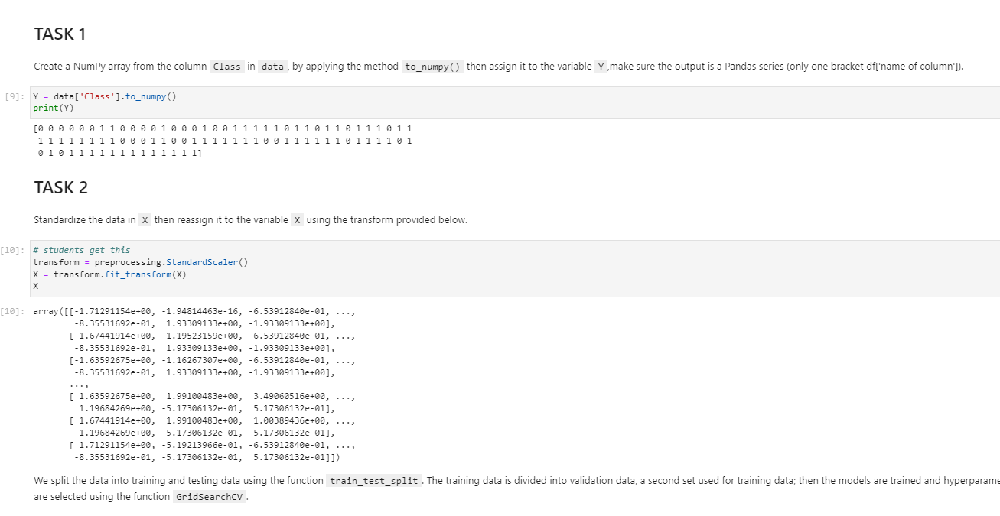 TASK 1
Create a NumPy array from the column Class in data , by applying the method to_numpy() then assign it to the variable Y ,make sure the output is a Pandas series (only one bracket df['name of column']).
[9]: Y = data['Class'].to_numpy()
print(Y)
[0 0 0 0 0 0 1 1 0 0 0 0 1 0 0 0 1 0 0 1 1 1 1 1 0 1 1 0 1 1 0 1 1 1 0 1 1
1 1 1 1 1 1 1 1 0 0 0 1 1 0 0 1 1 1 1 1 1 1 0 0 1 1 1 1 1 1 0 1 1 1 1 0 1
0 1 0 1 1 1 1 1 1 1 1 1 1 1 1 1]
TASK 2
Standardize the data in X then reassign it to the variable X using the transform provided below.
[10]: # students get this
transform = preprocessing.StandardScaler()
X = transform.fit_transform(X)
X
[10]: array([[-1.71291154e+00, -1.94814463e-16, -6.53912840e-01, ...,
-8.35531692e-01, 1.93309133e+00, -1.93309133e+00],
[-1.67441914e+00, -1.19523159e+00, -6.53912840e-01, ...,
-8.35531692e-01, 1.93309133e+00, -1.93309133e+00],
[-1.63592675e+00, -1.16267307e+00, -6.53912840e-01, ...,
-8.35531692e-01, 1.93309133e+00, -1.93309133e+00],
...,
[ 1.63592675e+00, 1.99100483e+00, 3.49060516e+00, ...,
1.19684269e+00, -5.17306132e-01, 5.17306132e-01],
[ 1.67441914e+00, 1.99100483e+00, 1.00389436e+00, ...,
1.19684269e+00, -5.17306132e-01, 5.17306132e-01],
[ 1.71291154e+00, -5.19213966e-01, -6.53912840e-01, ...,
-8.35531692e-01, -5.17306132e-01, 5.17306132e-01]])
We split the data into training and testing data using the function train_test_split . The training data is divided into validation data, a second set used for training data; then the models are trained and hyperparame
are selected using the function GridSearchCV .